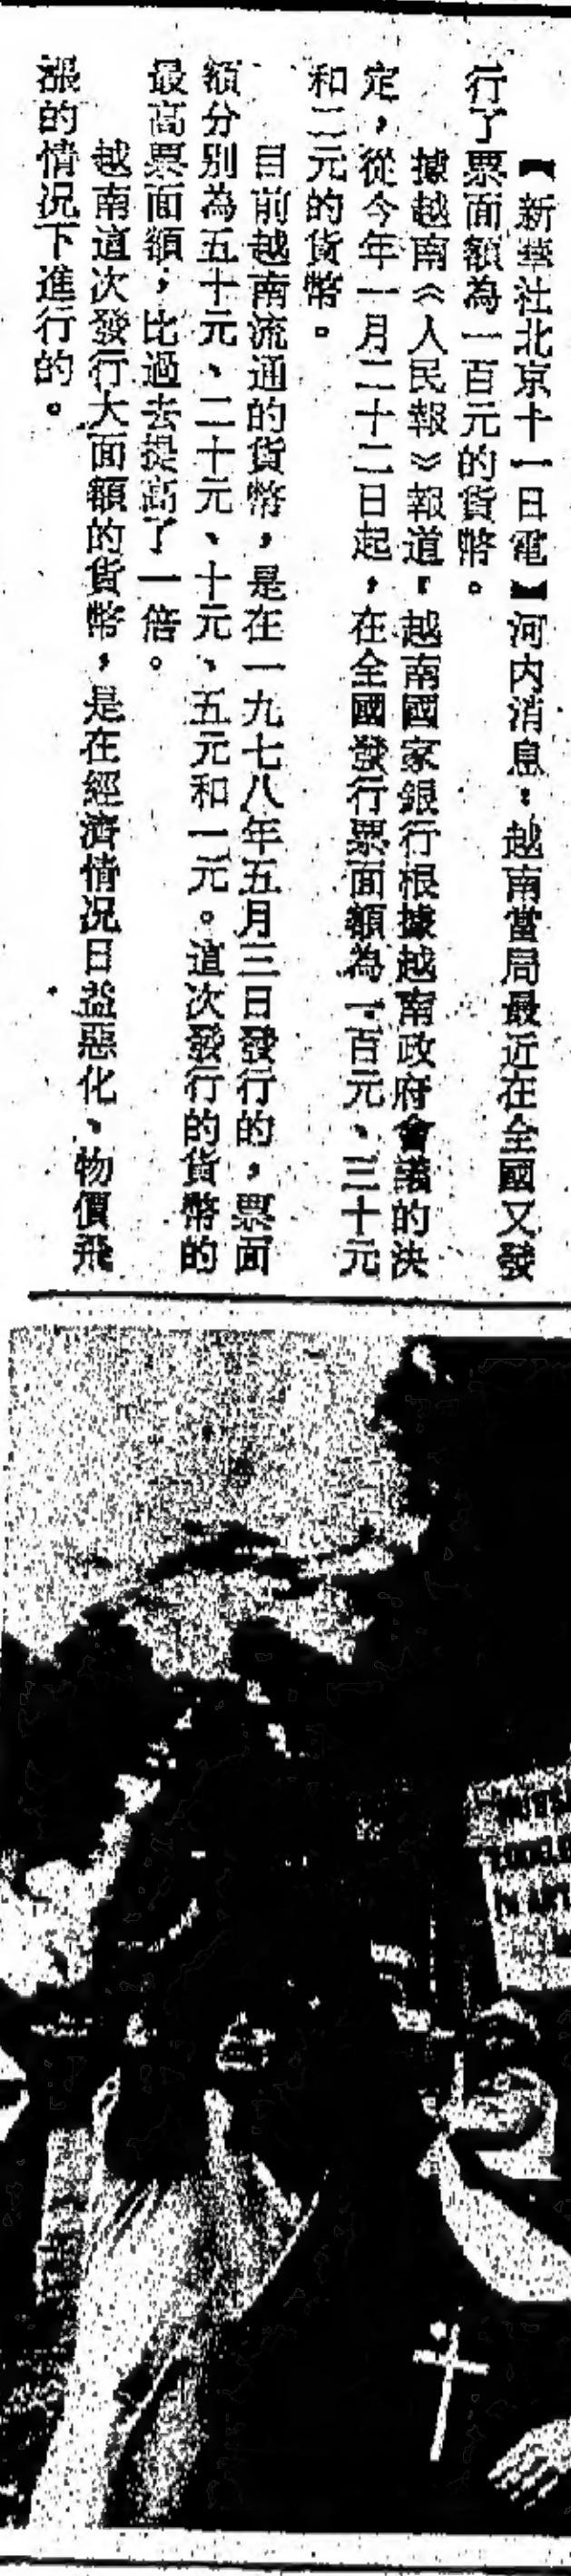 【新華社北京十一日電】河內消息：越南當局最近在全國又發
行了票面額為一百元的貨幣。
據越南《人民報》報道，越南國家銀行根據越南政府會議的決
定，從今年一月二十二日起，在全國發行票面額為一百元、三十元
和二元的貨幣。
目前越南流通的貨幣，是在一九七八年五月三日發行的，票面
額分別為五十元、二十元、十元、五元和一元。這次發行的貨幣的
最高票面額，比過去提高了一倍。
越南這次發行大面額的貨幣，是在經濟情況日益惡化、物價飛
漲的情況下進行的。